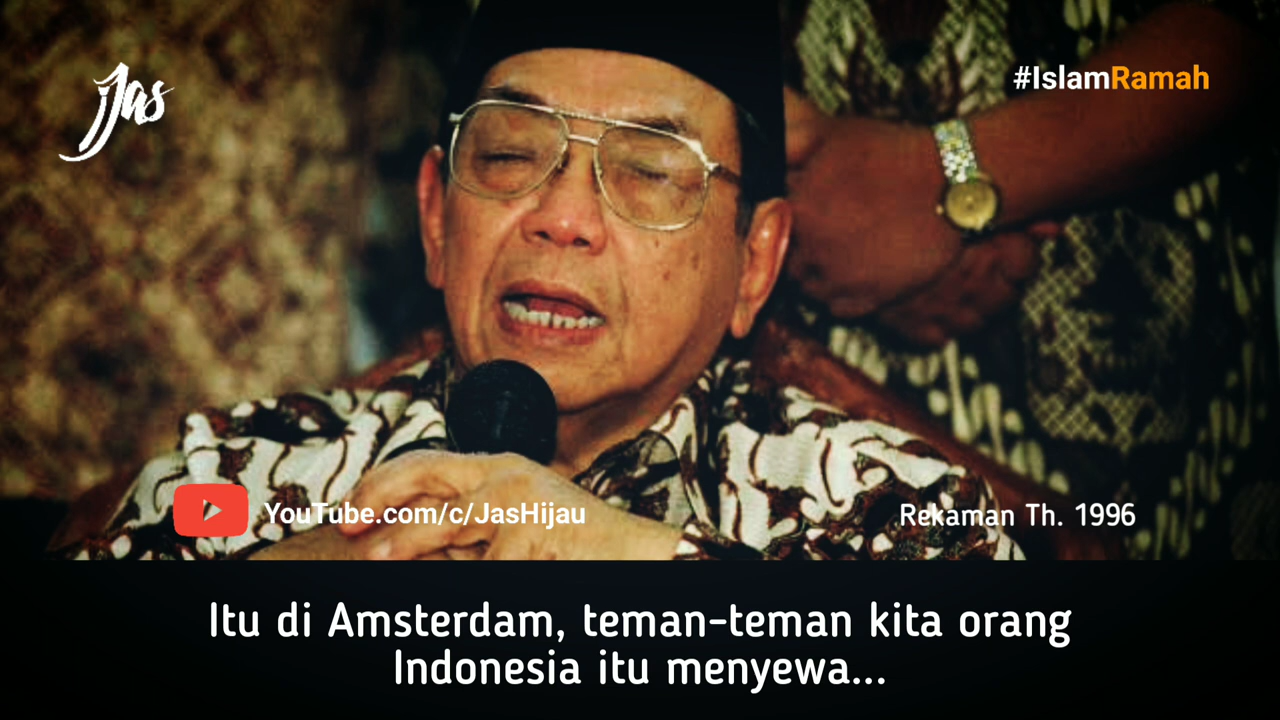 Jas
#IslamRamah
YouTube.com/c/JasHijau
Rekaman Th. 1996
Itu di Amsterdam, teman-teman kita orang
Indonesia itu menyewa...